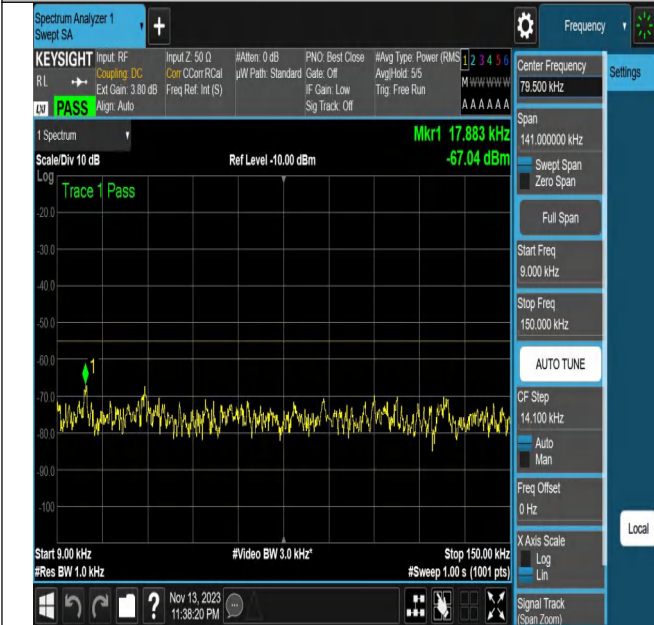 Spectrum Analyzer 1
Swept SA
+
Frequency
KEYSIGHT
RL
PASS
Input: RF
Coupling: DC
Ext Gain: 3.80 dB
Align: Auto
Input Z: 50 Ω
Corr CCorr RCal
Freq Ref: Int (S)
#Atten: 0 dB
µW Path: Standard
PNO: Best Close
Gate: Off
IF Gain: Low
Sig Track: Off
#Avg Type: Power (RMS
Avg|Hold: 5/5
Trig: Free Run
1 2 3 4 5 6
M W W W W W
A A A A A A
1 Spectrum
Scale/Div 10 dB
Ref Level -10.00 dBm
Mkr1 17.883 kHz
-67.04 dBm
Log
Trace 1 Pass
-20.0
-30.0
-40.0
-50.0
-60.0
1
-70.0
-80.0
-90.0
-100
Start 9.00 kHz
#Res BW 1.0 kHz
#Video BW 3.0 kHz*
Stop 150.00 kHz
#Sweep 1.00 s (1001 pts)
Nov 13, 2023
11:38:20 PM
?
Center Frequency
79.500 kHz
Settings
Span
141.000000 kHz
Swept Span
Zero Span
Full Span
Start Freq
9.000 kHz
Stop Freq
150.000 kHz
AUTO TUNE
CF Step
14.100 kHz
Auto
Man
Freq Offset
0 Hz
X Axis Scale
Log
Lin
Local
Signal Track
(Span Zoom)